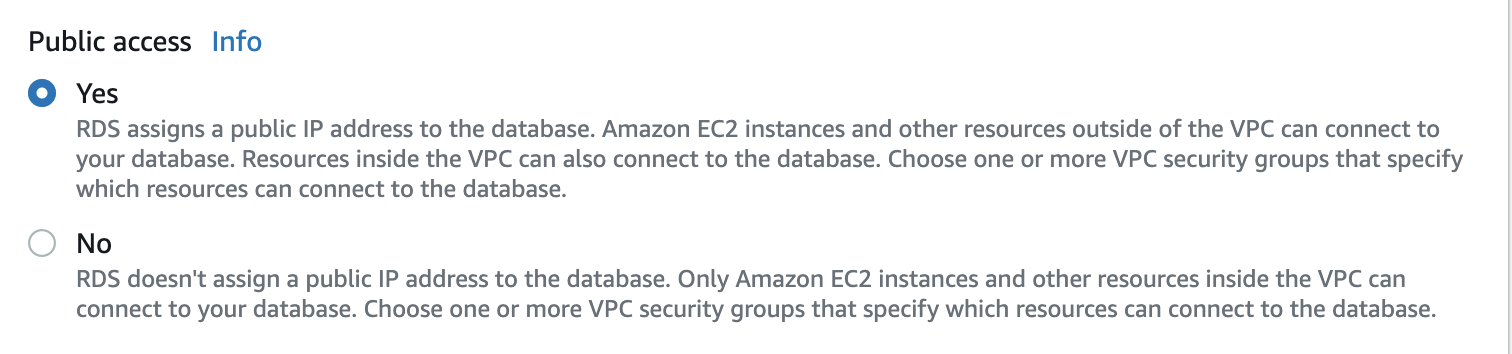 Public access Info
Yes
RDS assigns a public IP address to the database. Amazon EC2 instances and other resources outside of the VPC can connect to
your database. Resources inside the VPC can also connect to the database. Choose one or more VPC security groups that specify
which resources can connect to the database.
No
RDS doesn't assign a public IP address to the database. Only Amazon EC2 instances and other resources inside the VPC can
connect to your database. Choose one or more VPC security groups that specify which resources can connect to the database.